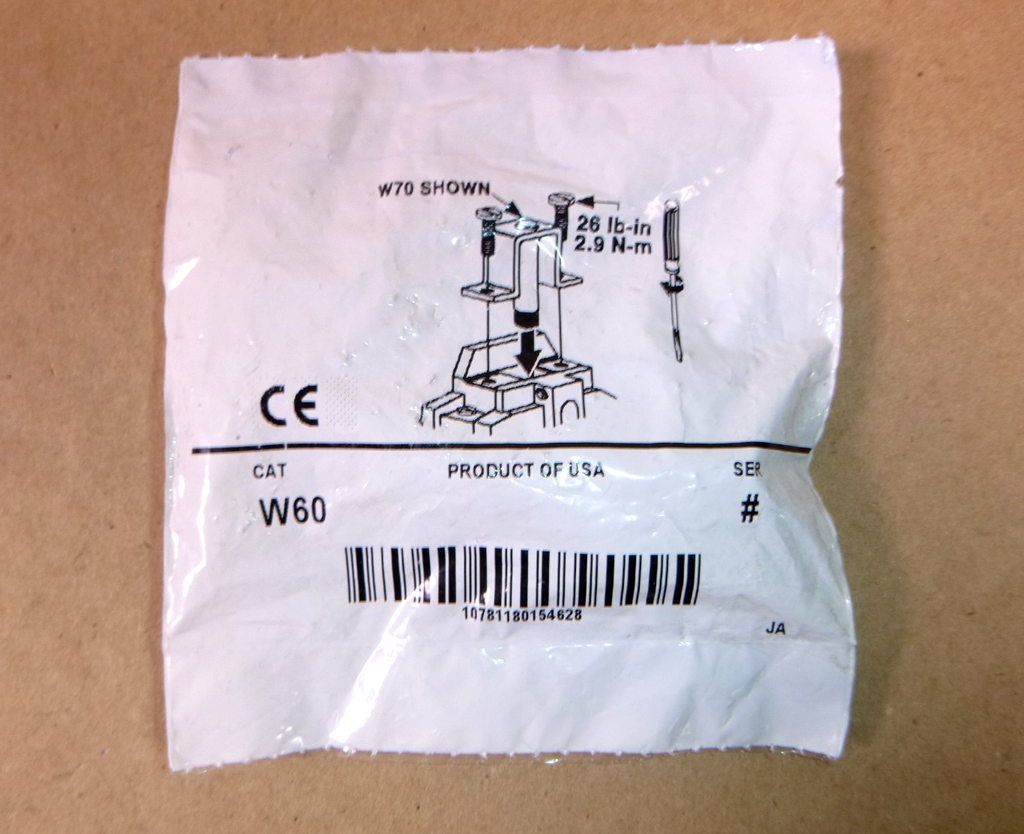 W70 SHOWN
26 lb-in
2.9 N-m
CE
CAT
PRODUCT OF USA
SER
W60
#
10781180154628
JA